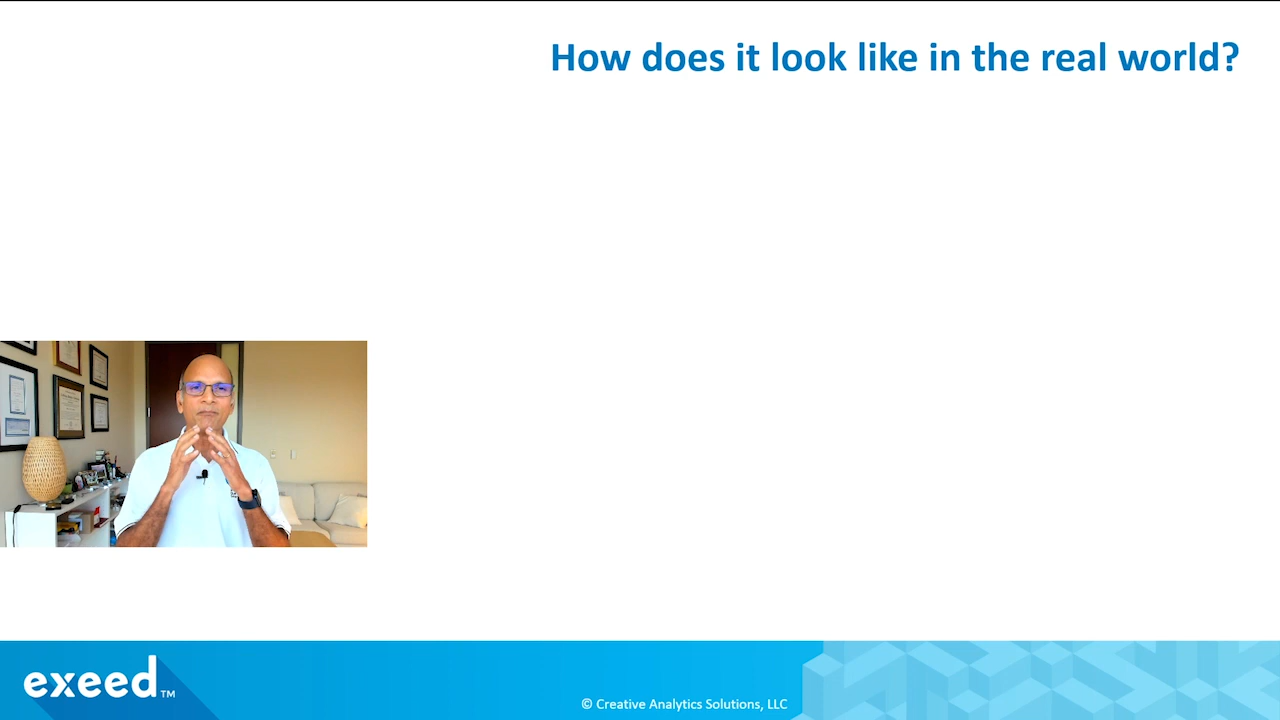 How does it look like in the real world?
exeed™
© Creative Analytics Solutions, LLC